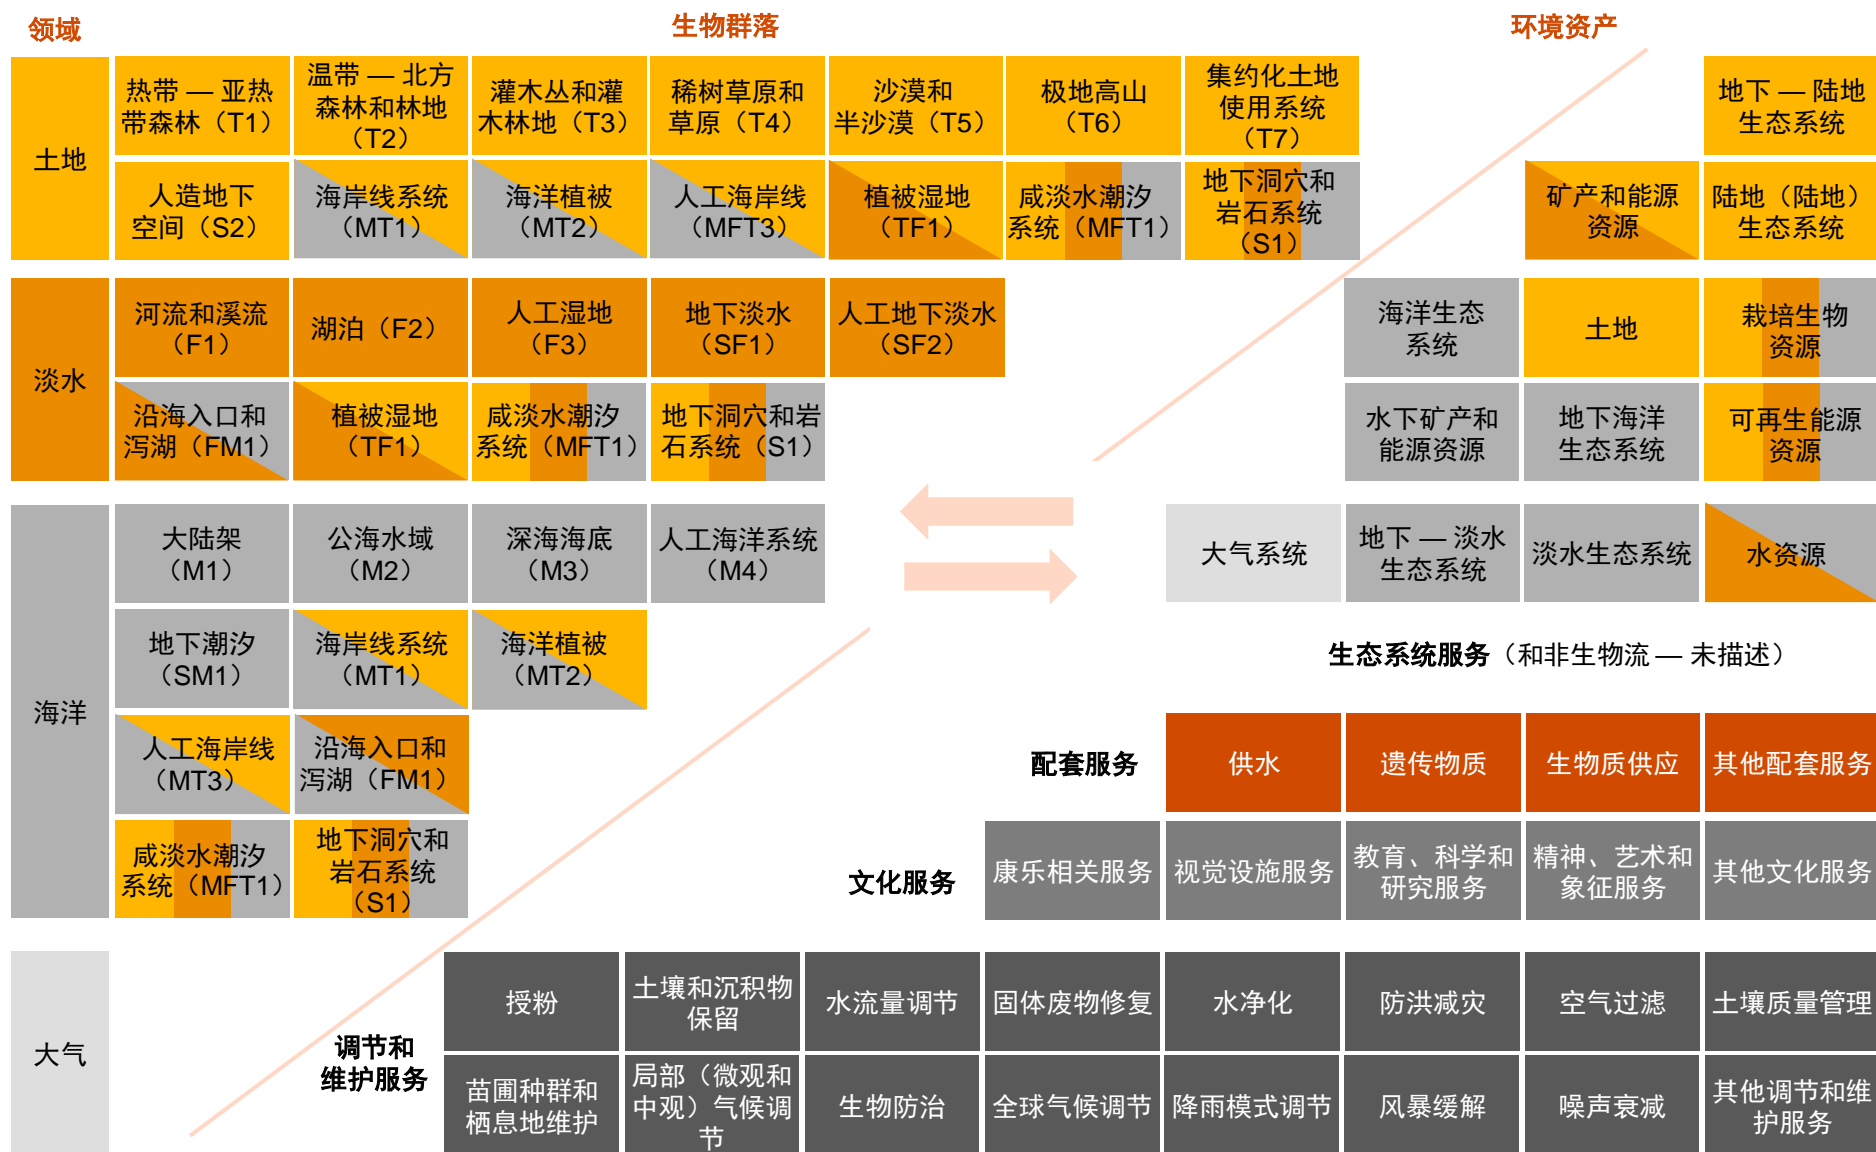 领域
生物群落
环境资产
土地
热带 — 亚热
带森林（T1）
温带 — 北方
森林和林地
（T2）
灌木丛和灌
木林地（T3）
稀树草原和
草原（T4）
沙漠和
半沙漠（T5）
极地高山
（T6）
集约化土地
使用系统
（T7）
地下 — 陆地
生态系统
人造地下
空间（S2）
海岸线系统
（MT1）
海洋植被
（MT2）
人工海岸线
（MFT3）
植被湿地
（TF1）
咸淡水潮汐
系统（MFT1）
地下洞穴和
岩石系统
（S1）
矿产和能源
资源
陆地（陆地）
生态系统
淡水
河流和溪流
（F1）
湖泊（F2）
人工湿地
（F3）
地下淡水
（SF1）
人工地下淡水
（SF2）
海洋生态
系统
土地
栽培生物
资源
沿海入口和
泻湖（FM1）
植被湿地
（TF1）
咸淡水潮汐
系统（MFT1）
地下洞穴和岩
石系统（S1）
水下矿产和
能源资源
地下海洋
生态系统
可再生能源
资源
海洋
大陆架
（M1）
公海水域
（M2）
深海海底
（M3）
人工海洋系统
（M4）
大气系统
地下 — 淡水
生态系统
淡水生态系统
水资源
地下潮汐
（SM1）
海岸线系统
（MT1）
海洋植被
（MT2）
生态系统服务（和非生物流 — 未描述）
人工海岸线
（MT3）
沿海入口和
泻湖（FM1）
配套服务
供水
遗传物质
生物质供应
其他配套服务
咸淡水潮汐
系统（MFT1）
地下洞穴和
岩石系统
（S1）
文化服务
康乐相关服务
视觉设施服务
教育、科学和
研究服务
精神、艺术和
象征服务
其他文化服务
大气
调节和
维护服务
授粉
土壤和沉积物
保留
水流量调节
固体废物修复
水净化
防洪减灾
空气过滤
土壤质量管理
苗圃种群和
栖息地维护
局部（微观和
中观）气候调
节
生物防治
全球气候调节
降雨模式调节
风暴缓解
噪声衰减
其他调节和维
护服务